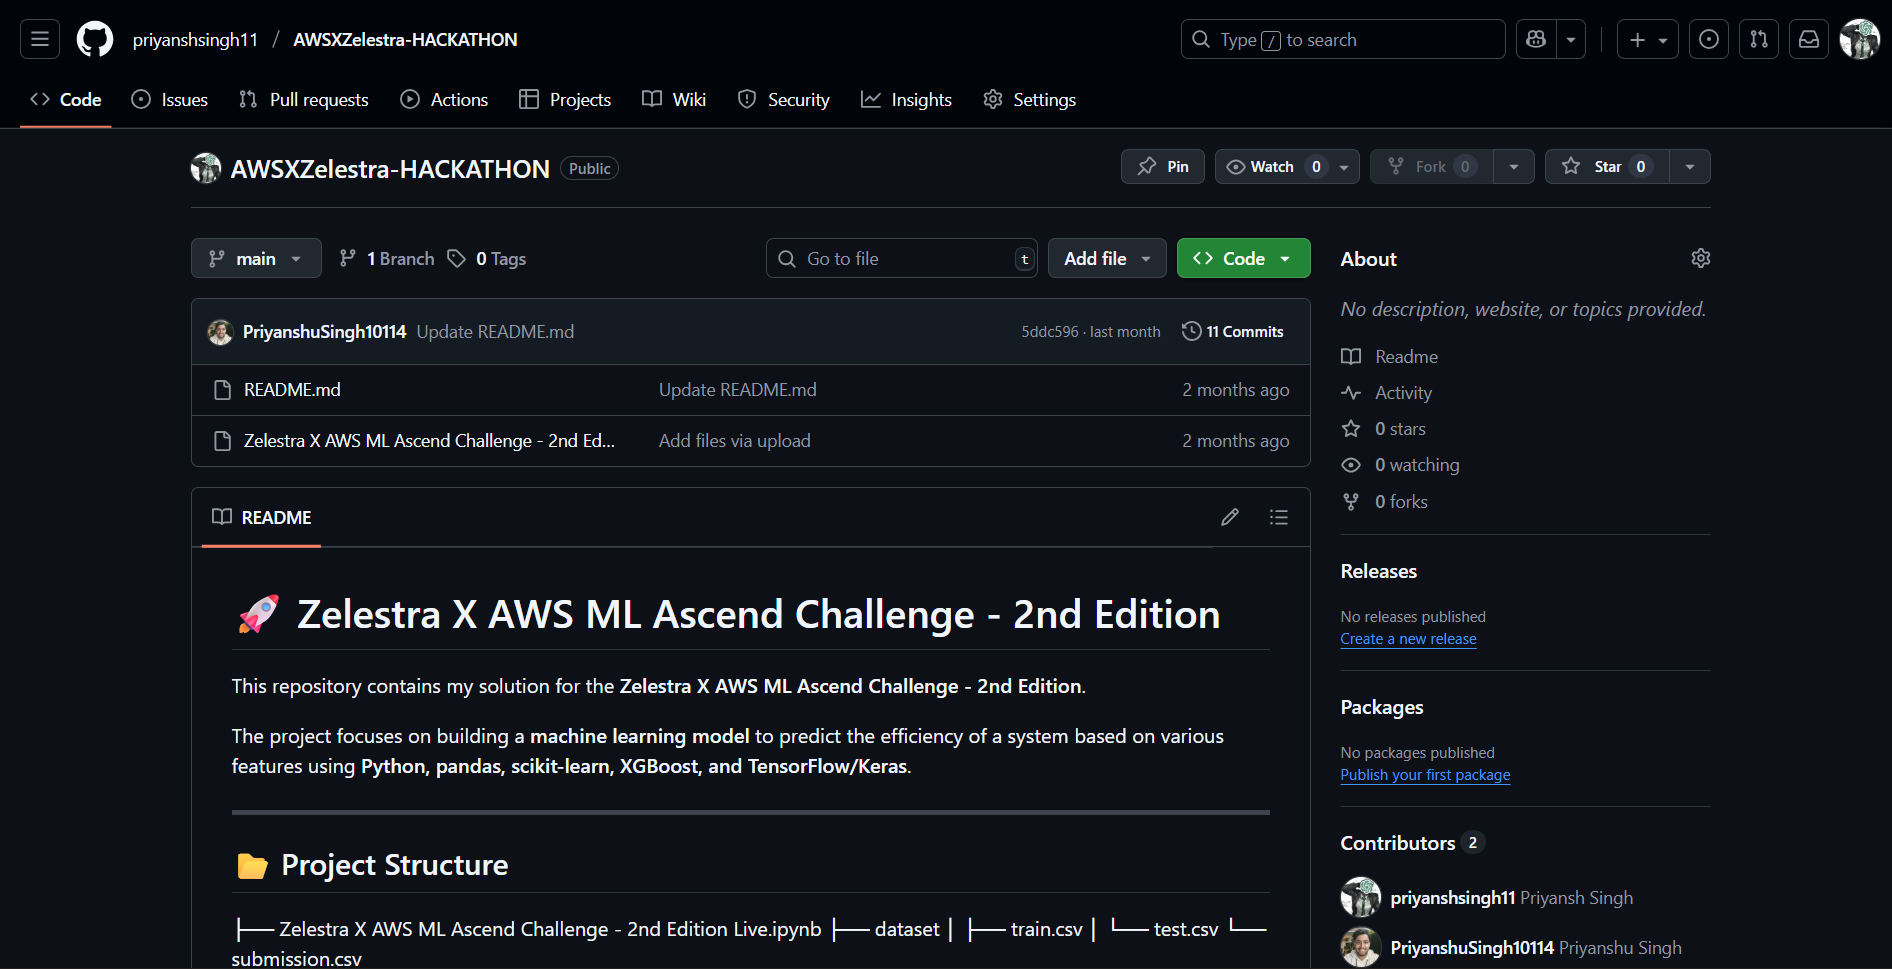 priyanshsingh11 / AWSXZelestra-HACKATHON
Type / to search
Code Issues Pull requests Actions Projects Wiki Security Insights Settings
AWSXZelestra-HACKATHON Public
Pin Watch 0 Fork 0 Star 0
main 1 Branch 0 Tags Go to file t Add file Code
PriyanshuSingh10114 Update README.md 5ddc596 · last month 11 Commits
README.md Update README.md 2 months ago
Zelestra X AWS ML Ascend Challenge - 2nd Ed... Add files via upload 2 months ago
README
🚀 Zelestra X AWS ML Ascend Challenge - 2nd Edition
This repository contains my solution for the Zelestra X AWS ML Ascend Challenge - 2nd Edition.
The project focuses on building a machine learning model to predict the efficiency of a system based on various
features using Python, pandas, scikit-learn, XGBoost, and TensorFlow/Keras.
📂 Project Structure
├── Zelestra X AWS ML Ascend Challenge - 2nd Edition Live.ipynb ├── dataset │ ├── train.csv │ └── test.csv └──
submission.csv
About
No description, website, or topics provided.
Readme
Activity
0 stars
0 watching
0 forks
Releases
No releases published
Create a new release
Packages
No packages published
Publish your first package
Contributors 2
priyanshsingh11 Priyansh Singh
PriyanshuSingh10114 Priyanshu Singh